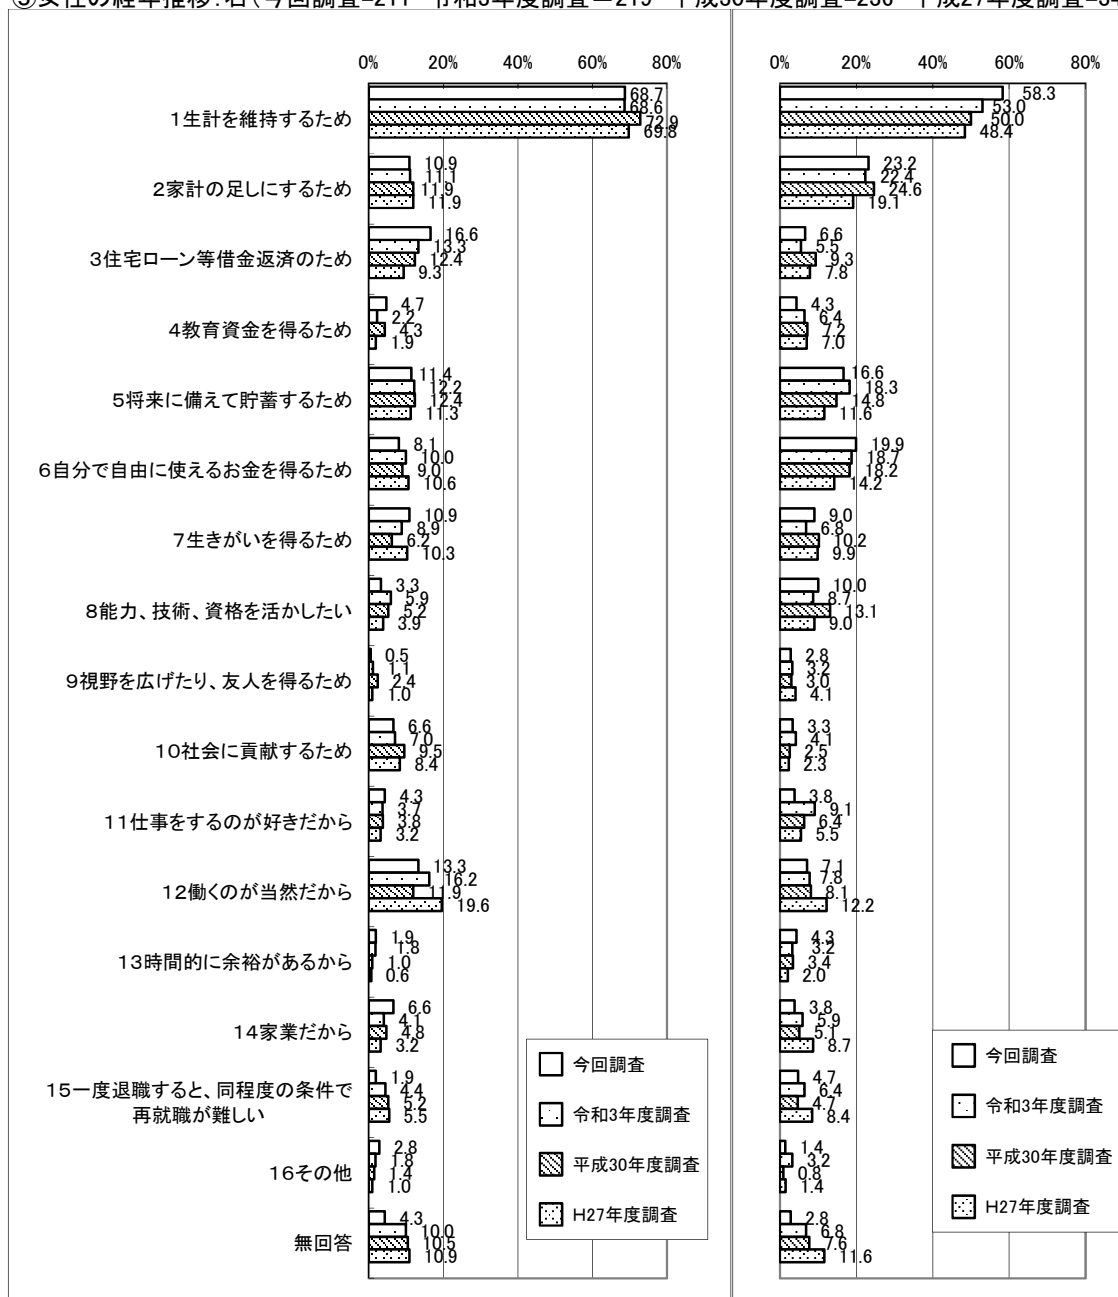 ③女性の経年推移:右(今回調査=211 令和3年度調査=219 平成30年度調査=236 平成27年度調査=34
0% 20% 40% 60% 80% 0% 20% 40% 60% 80%
1生計を維持するため
68.7 58.3
68.6 53.0
72.9 50.0
69.8 48.4
2家計の足しにするため
10.9 23.2
11.1 22.4
11.9 24.6
11.9 19.1
3住宅ローン等借金返済のため
16.6 6.6
13.3 5.5
12.4 9.3
9.3 7.8
4教育資金を得るため
4.7 4.3
2.2 6.4
4.3 7.2
1.9 7.0
5将来に備えて貯蓄するため
11.4 16.6
12.2 18.3
12.4 14.8
11.3 11.6
6自分で自由に使えるお金を得るため
8.1 19.9
10.0 18.7
9.0 18.2
10.6 14.2
7生きがいを得るため
10.9 9.0
8.9 6.8
6.2 10.2
10.3 9.9
8能力、技術、資格を活かしたい
3.3 10.0
5.9 8.7
5.2 13.1
3.9 9.0
9視野を広げたり、友人を得るため
0.5 2.8
1.1 3.2
2.4 3.0
1.0 4.1
10社会に貢献するため
6.6 3.3
7.0 4.1
9.5 2.5
8.4 2.3
11仕事をするのが好きだから
4.3 3.8
3.7 9.1
3.8 6.4
3.2 5.5
12働くのが当然だから
13.3 7.1
16.2 7.8
11.9 8.1
19.6 12.2
13時間的に余裕があるから
1.9 4.3
1.8 3.2
1.0 3.4
0.6 2.0
14家業だから
6.6 3.8
4.1 5.9
4.8 5.1
3.2 8.7
15一度退職すると、同程度の条件で
再就職が難しい
1.9 4.7
4.4 6.4
5.2 4.7
5.5 8.4
16その他
2.8 1.4
1.8 3.2
1.4 0.8
1.0 1.4
無回答
4.3 2.8
10.0 6.8
10.5 7.6
10.9 11.6
今回調査
令和3年度調査
平成30年度調査
H27年度調査
今回調査
令和3年度調査
平成30年度調査
H27年度調査